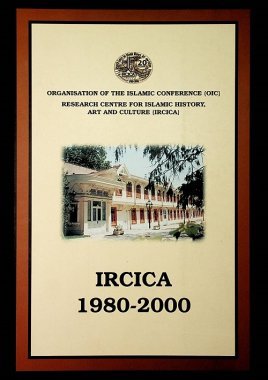 ORGANISATION OF THE ISLAMIC CONFERENCE (OIC)
RESEARCH CENTRE FOR ISLAMIC HISTORY,
ART AND CULTURE (IRCICA)
IRCICA
1980-2000